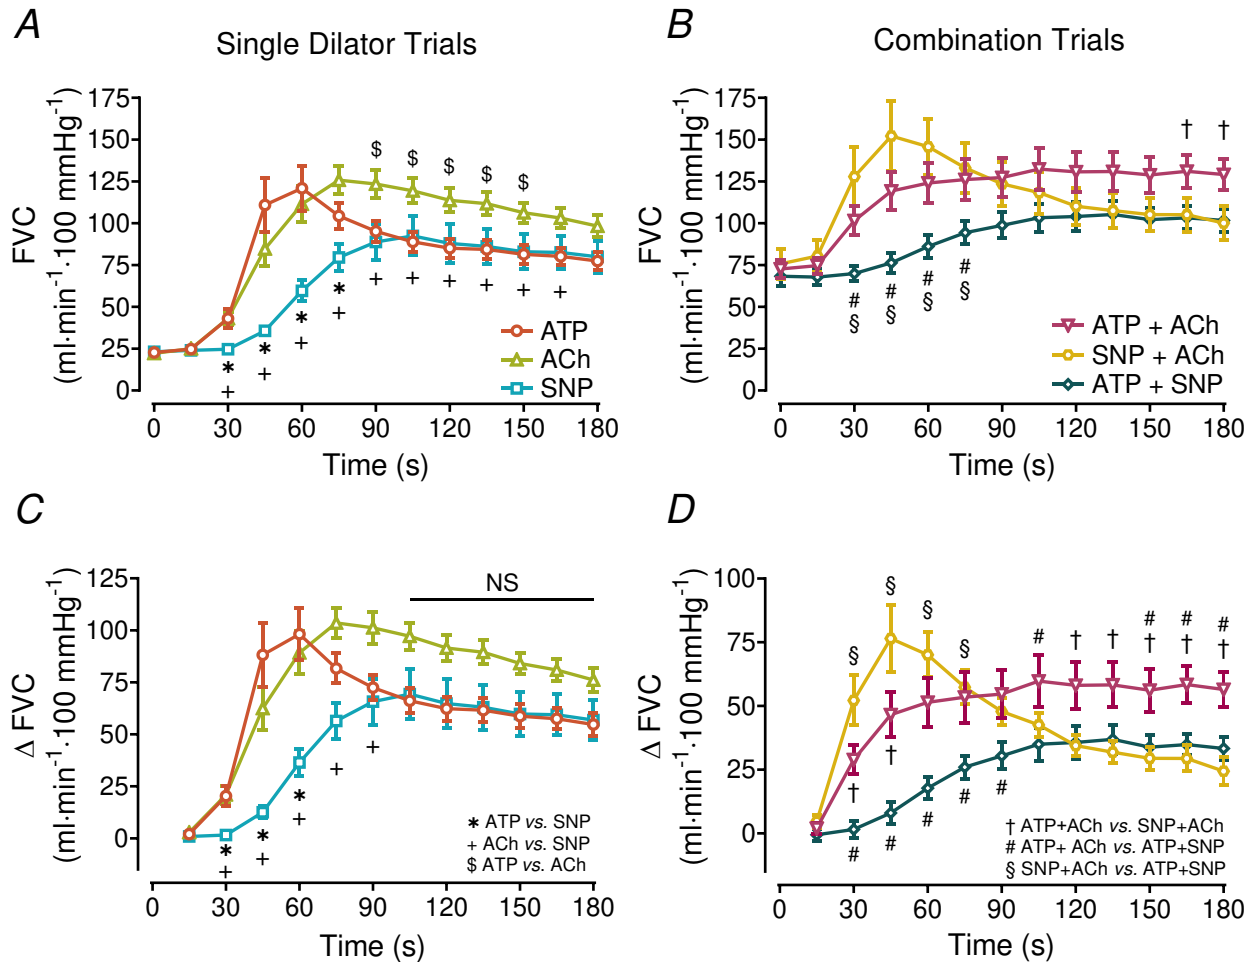 A
Single Dilator Trials
FVC
(ml·min⁻¹·100 mmHg⁻¹)
175
150
125
100
75
50
25
0
$ $ $ $ $
* * * *
+ + + + + + + + + +
ATP
ACh
SNP
0 30 60 90 120 150 180
Time (s)
B
Combination Trials
FVC
(ml·min⁻¹·100 mmHg⁻¹)
175
150
125
100
75
50
25
0
† †
# # # #
§ § § §
ATP + ACh
SNP + ACh
ATP + SNP
0 30 60 90 120 150 180
Time (s)
C
Δ FVC
(ml·min⁻¹·100 mmHg⁻¹)
125
100
75
50
25
0
NS
* * *
+ + + + +
* ATP vs. SNP
+ ACh vs. SNP
$ ATP vs. ACh
0 30 60 90 120 150 180
Time (s)
D
Δ FVC
(ml·min⁻¹·100 mmHg⁻¹)
100
75
50
25
0
§ § § §
# # # #
† † † † †
† †
# # # # #
† ATP+ACh vs. SNP+ACh
# ATP+ ACh vs. ATP+SNP
§ SNP+ACh vs. ATP+SNP
0 30 60 90 120 150 180
Time (s)